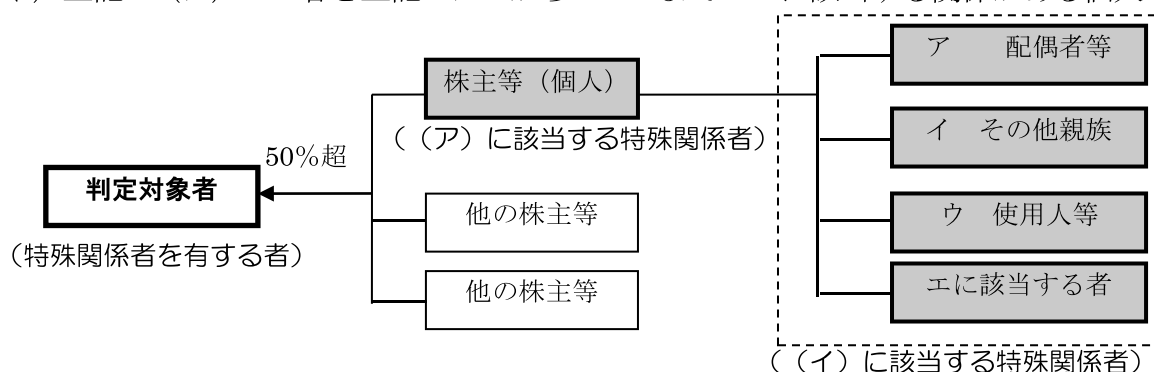 株主等（個人）
（（ア）に該当する特殊関係者）
50％超
判定対象者
（特殊関係者を有する者）
他の株主等
他の株主等
ア　　配偶者等
イ　その他親族
ウ　使用人等
エに該当する者
（（イ）に該当する特殊関係者）